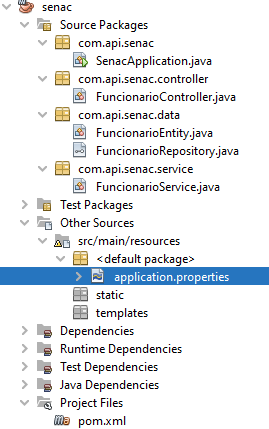 senac
Source Packages
com.api.senac
SenacApplication.java
com.api.senac.controller
FuncionarioController.java
com.api.senac.data
FuncionarioEntity.java
FuncionarioRepository.java
com.api.senac.service
FuncionarioService.java
Test Packages
Other Sources
src/main/resources
<default package>
application.properties
static
templates
Dependencies
Runtime Dependencies
Test Dependencies
Java Dependencies
Project Files
pom.xml